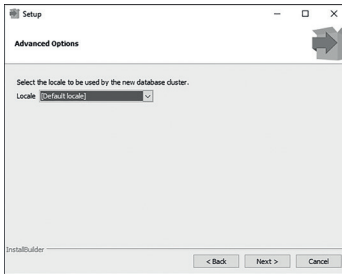 Setup
Advanced Options
Select the locale to be used by the new database cluster.
Locale [Default locale]
InstallBuilder
< Back Next > Cancel